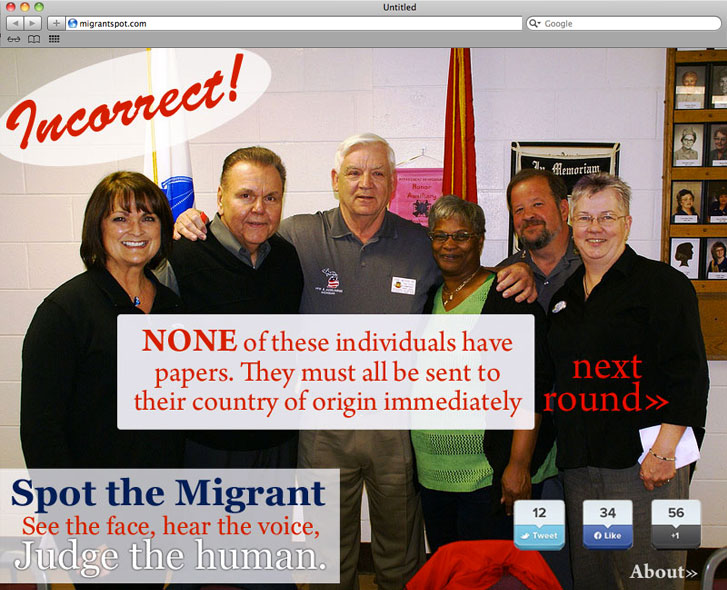 Untitled
migrantspot.com
Google
Incorrect!
In Memoriam
Honor
NONE of these individuals have
papers. They must all be sent to
their country of origin immediately
next
round»
Spot the Migrant
See the face, hear the voice,
Judge the human.
12
34
56
Tweet
Like
+1
About»